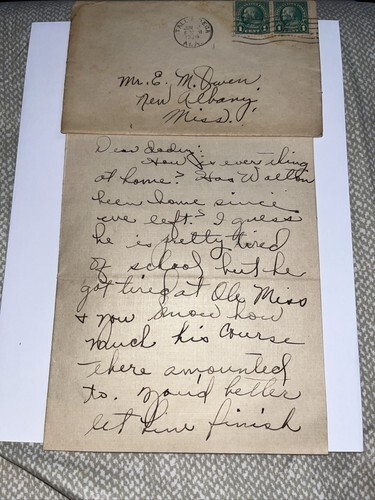 ALA.
Mr. E. M. Owen
New Albany,
Miss.
Dear dader:
How is everything
at home? Has Walton
been home since
we left? I guess
he is pretty tired
of school but he
got tired at Ole Miss
& you know how
much his course
there amounted
to. You'd better
let him finish